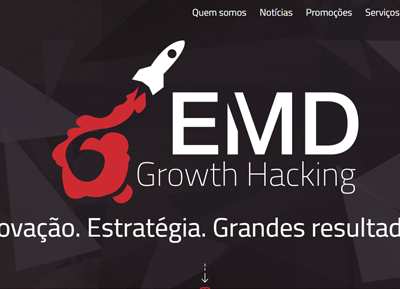 Quem somos Notícias Promoções Serviços
EMD
Growth Hacking
ovação. Estratégia. Grandes resultad